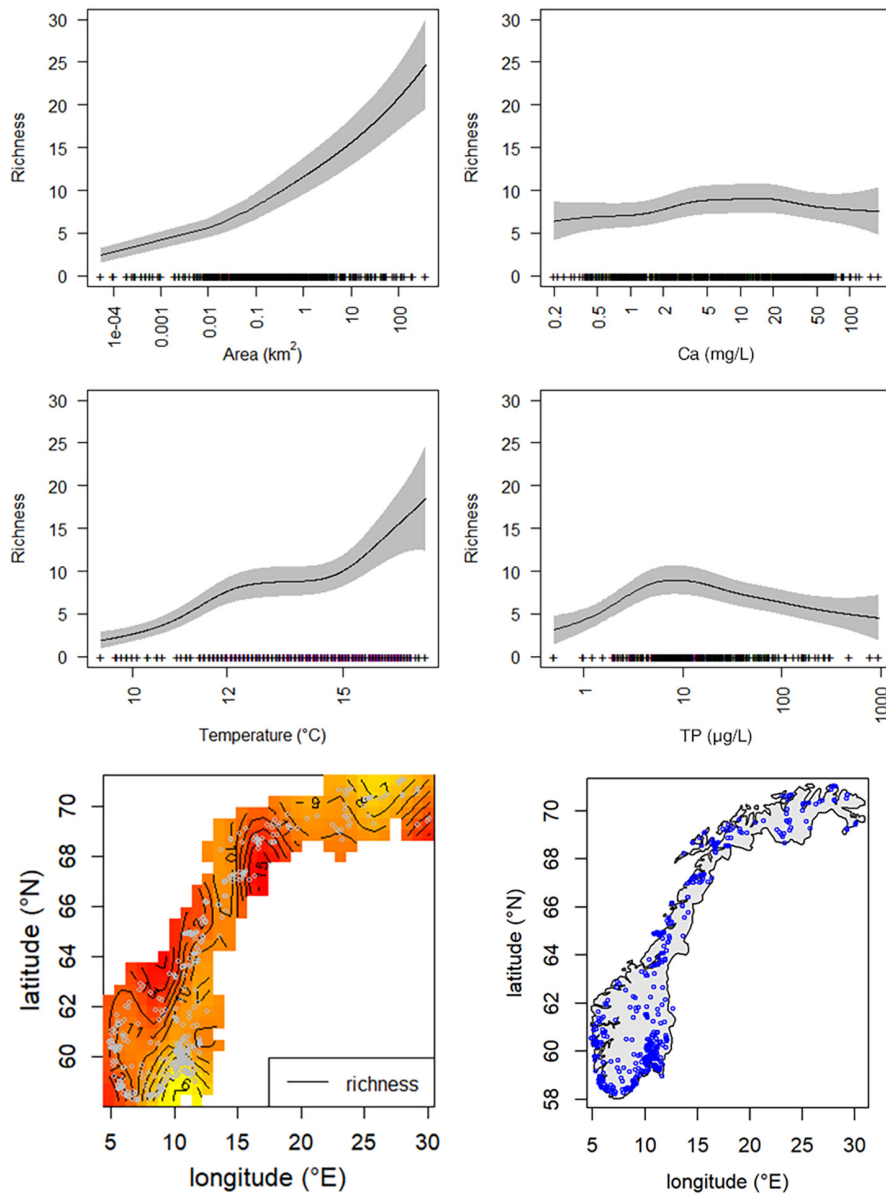 30
25
20
15
10
5
0
Richness
1e-04 0.001 0.01 0.1 1 10 100
Area (km²)
30
25
20
15
10
5
0
Richness
0.2 0.5 1 2 5 10 20 50 100
Ca (mg/L)
30
25
20
15
10
5
0
Richness
10 12 15
Temperature (°C)
30
25
20
15
10
5
0
Richness
1 10 100 1000
TP (µg/L)
70
68
66
64
62
60
latitude (°N)
11
richness
5 10 15 20 25 30
longitude (°E)
70
68
66
64
62
60
58
latitude (°N)
5 10 15 20 25 30
longitude (°E)